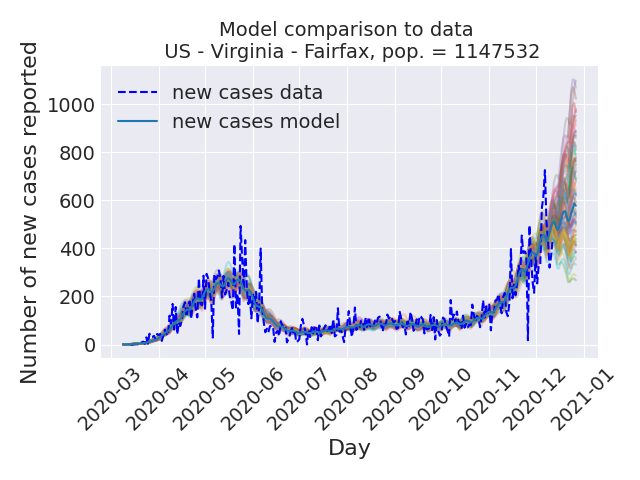 Model comparison to data
US - Virginia - Fairfax, pop. = 1147532
Number of new cases reported
1000
800
600
400
200
0
new cases data
new cases model
2020-03
2020-04
2020-05
2020-06
2020-07
2020-08
2020-09
2020-10
2020-11
2020-12
2021-01
Day